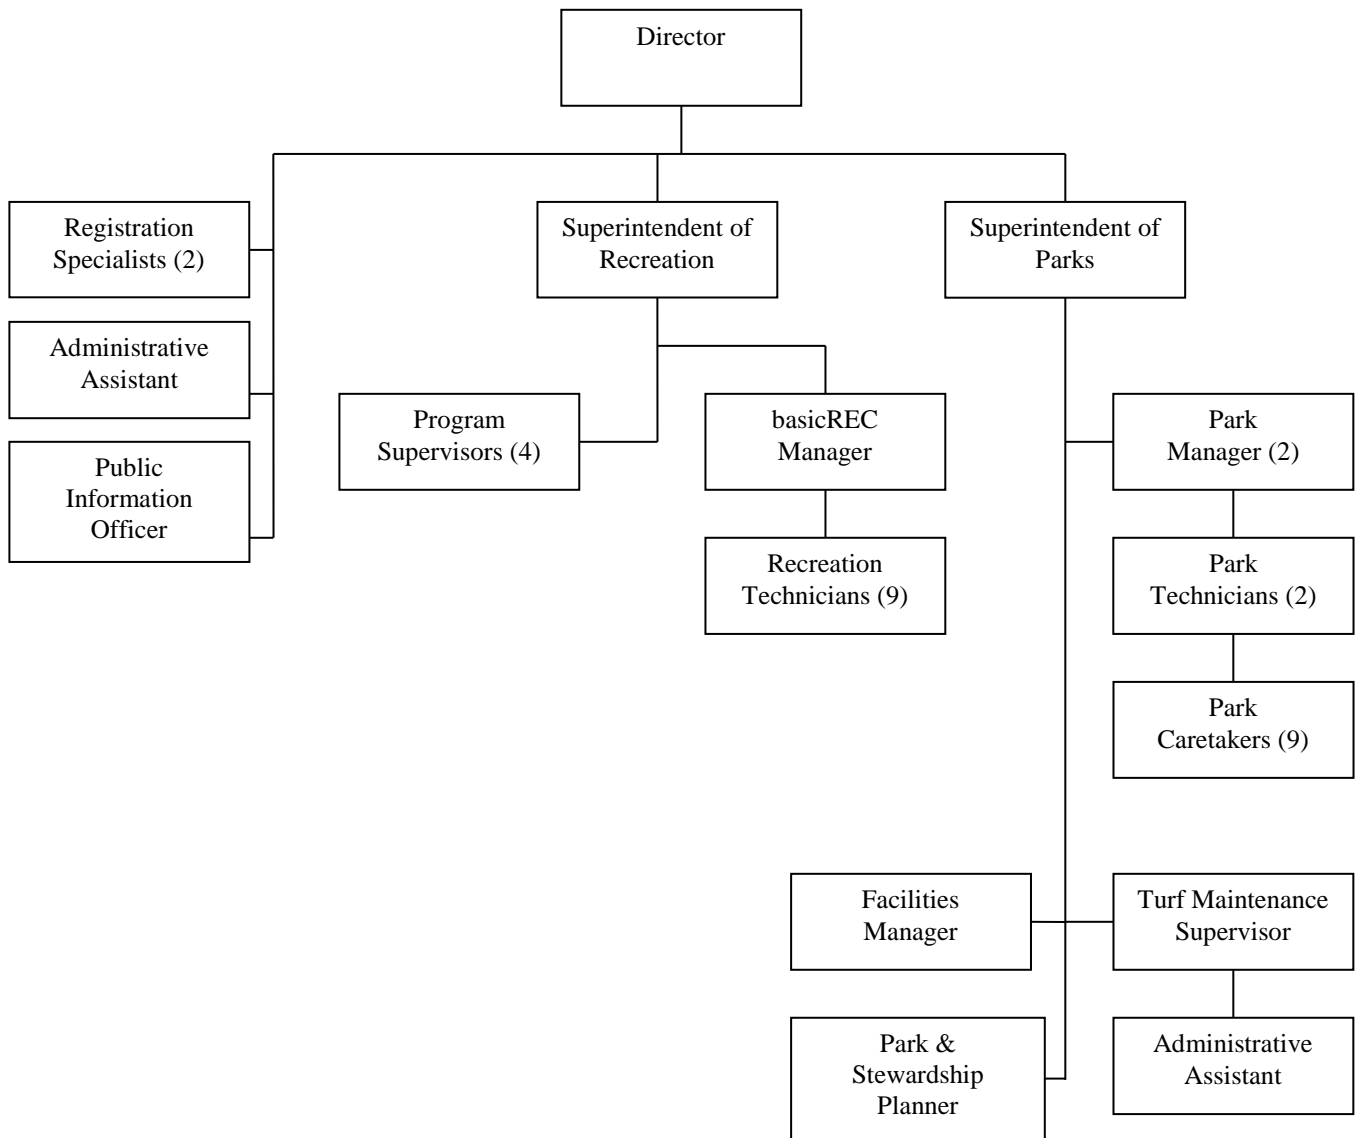 Director
Registration
Specialists (2)
Superintendent of
Recreation
Superintendent of
Parks
Administrative
Assistant
Public
Information
Officer
Program
Supervisors (4)
basicREC
Manager
Recreation
Technicians (9)
Park
Manager (2)
Park
Technicians (2)
Park
Caretakers (9)
Facilities
Manager
Turf Maintenance
Supervisor
Park &
Stewardship
Planner
Administrative
Assistant